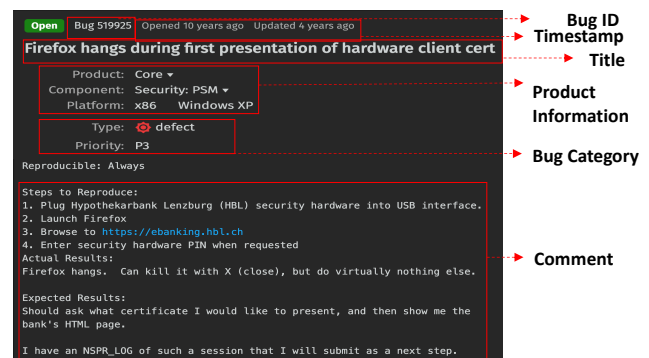 Open Bug 519925 Opened 10 years ago Updated 4 years ago
Bug ID
Timestamp
Firefox hangs during first presentation of hardware client cert
Title
Product: Core ▾
Component: Security: PSM ▾
Platform: x86 Windows XP
Product
Information
Type: defect
Priority: P3
Bug Category
Reproducible: Always
Steps to Reproduce:
1. Plug Hypothekarbank Lenzburg (HBL) security hardware into USB interface.
2. Launch Firefox
3. Browse to https://ebanking.hbl.ch
4. Enter security hardware PIN when requested
Actual Results:
Firefox hangs. Can kill it with X (close), but do virtually nothing else.
Comment
Expected Results:
Should ask what certificate I would like to present, and then show me the
bank's HTML page.
I have an NSPR_LOG of such a session that I will submit as a next step.